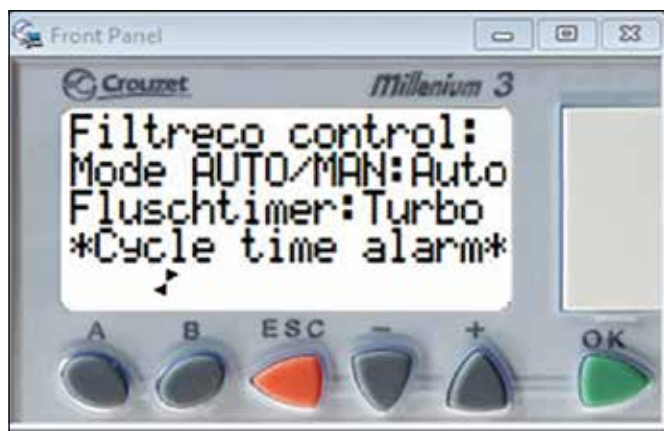 Front Panel
Crouzet Millenium 3
Filtreco control:
Mode AUTO/MAN:Auto
Fluschtimer:Turbo
*Cycle time alarm*
A B ESC - + OK